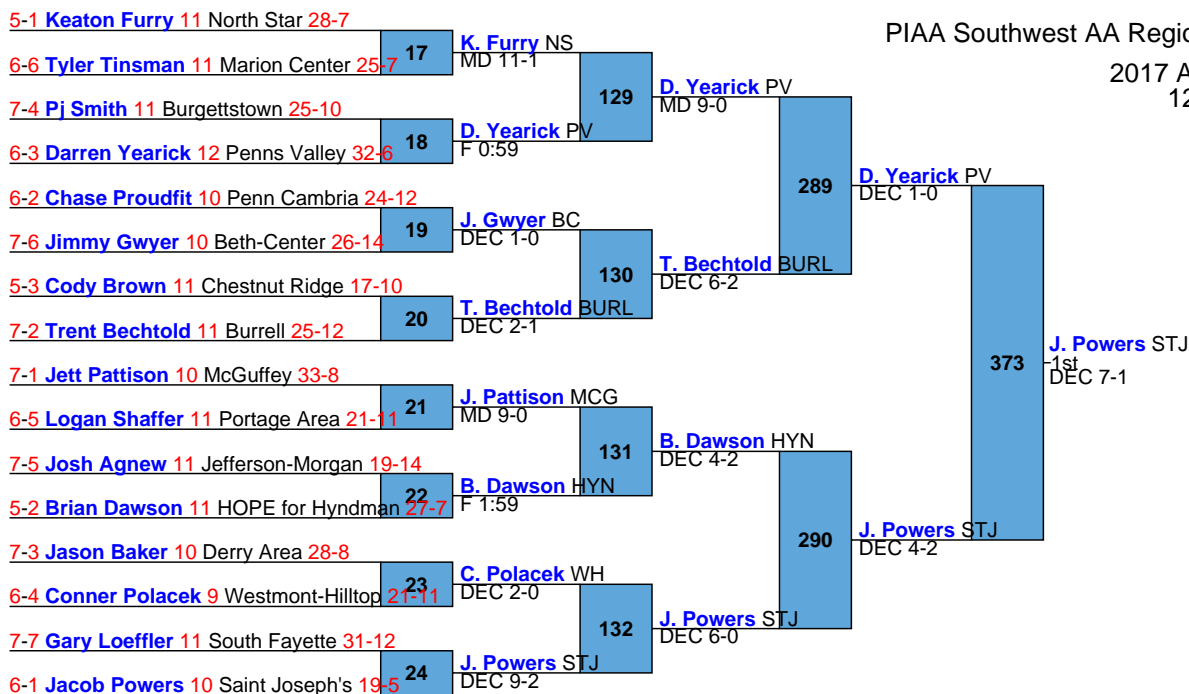 PIAA Southwest AA Regio
2017 A
12
5-1 Keaton Furry 11 North Star 28-7
6-6 Tyler Tinsman 11 Marion Center 25-7
7-4 Pj Smith 11 Burgettstown 25-10
6-3 Darren Yearick 12 Penns Valley 32-6
6-2 Chase Proudfit 10 Penn Cambria 24-12
7-6 Jimmy Gwyer 10 Beth-Center 26-14
5-3 Cody Brown 11 Chestnut Ridge 17-10
7-2 Trent Bechtold 11 Burrell 25-12
7-1 Jett Pattison 10 McGuffey 33-8
6-5 Logan Shaffer 11 Portage Area 21-11
7-5 Josh Agnew 11 Jefferson-Morgan 19-14
5-2 Brian Dawson 11 HOPE for Hyndman 27-7
7-3 Jason Baker 10 Derry Area 28-8
6-4 Conner Polacek 9 Westmont-Hilltop 21-11
7-7 Gary Loeffler 11 South Fayette 31-12
6-1 Jacob Powers 10 Saint Joseph's 19-5
17
18
19
20
21
22
23
24
K. Furry NS
MD 11-1
D. Yearick PV
F 0:59
J. Gwyer BC
DEC 1-0
T. Bechtold BURL
DEC 2-1
J. Pattison MCG
MD 9-0
B. Dawson HYN
F 1:59
C. Polacek WH
DEC 2-0
J. Powers STJ
DEC 9-2
129
130
131
132
D. Yearick PV
MD 9-0
T. Bechtold BURL
DEC 6-2
B. Dawson HYN
DEC 4-2
J. Powers STJ
DEC 6-0
289
290
D. Yearick PV
DEC 1-0
J. Powers STJ
DEC 4-2
373
J. Powers STJ
1st
DEC 7-1